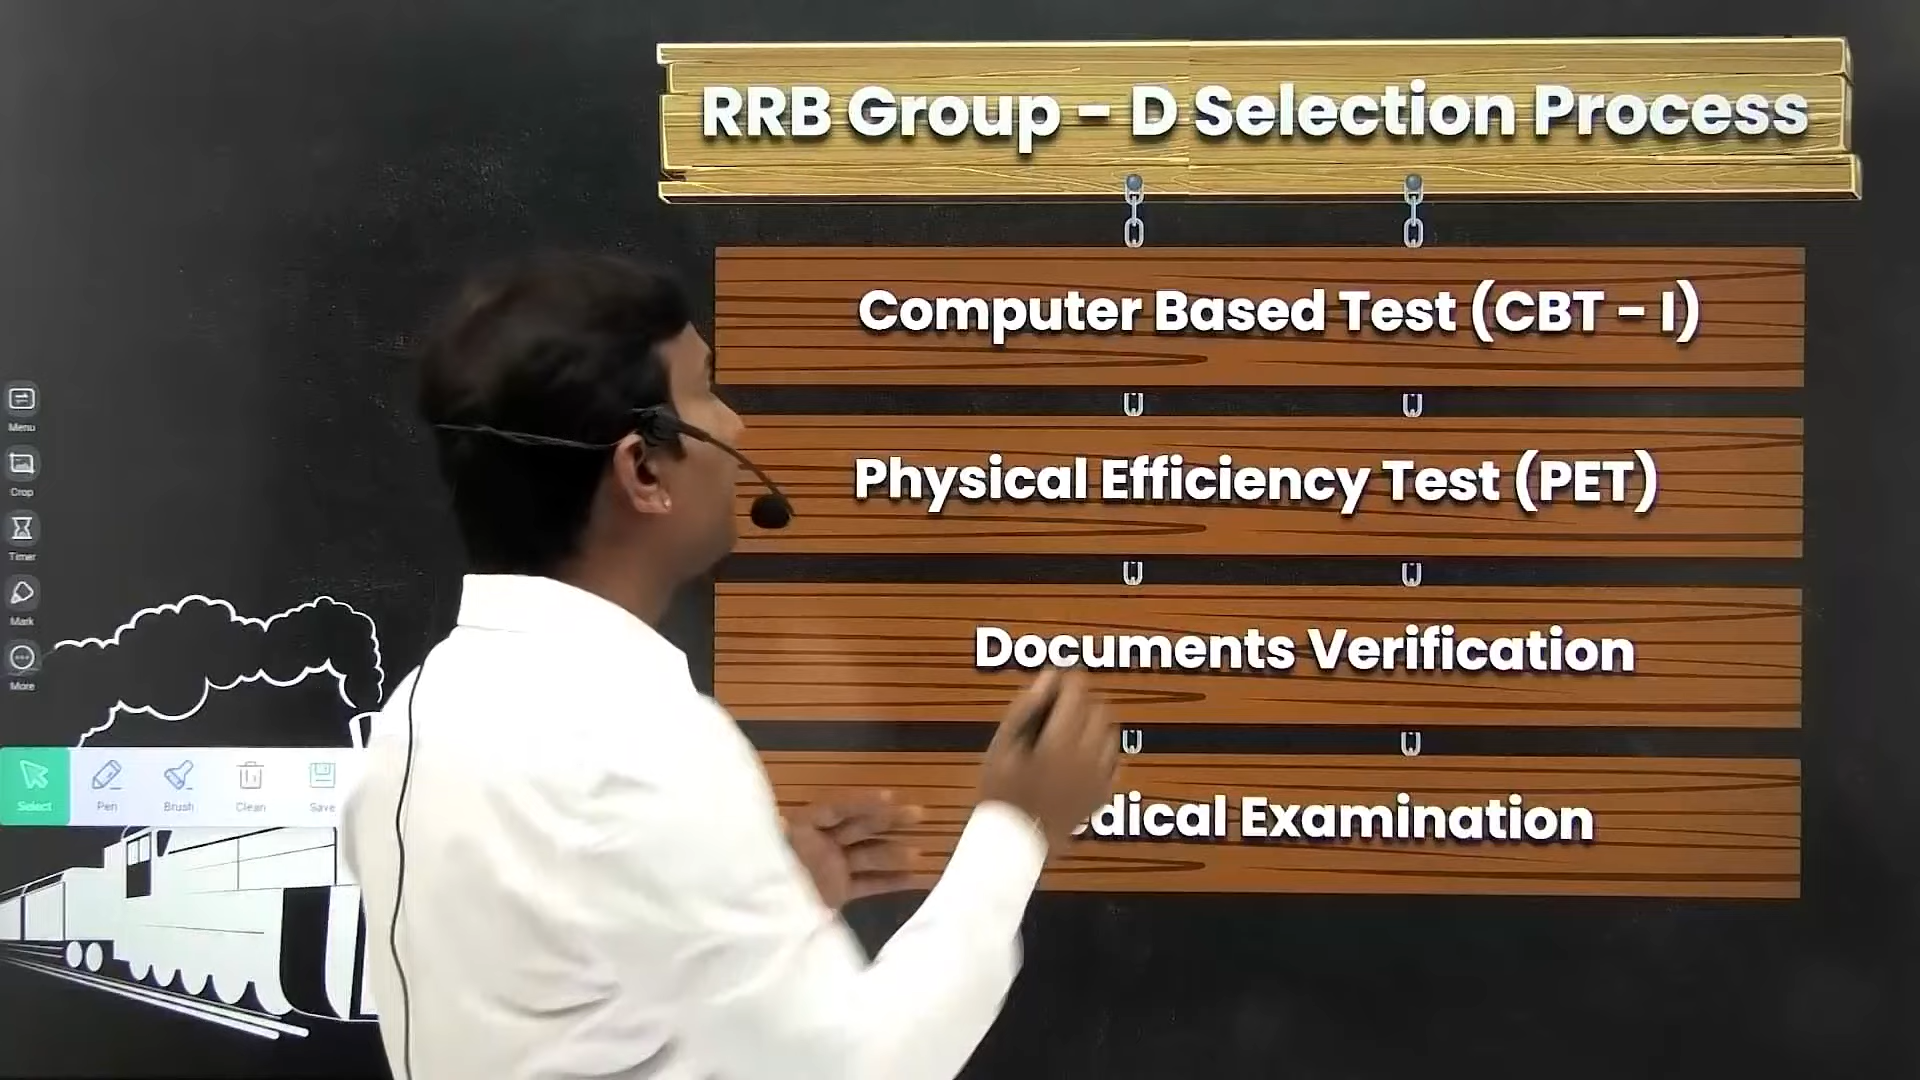 RRB Group - D Selection Process
Computer Based Test (CBT - I)
Physical Efficiency Test (PET)
Documents Verification
Examination
Menu
Crop
Timer
Mark
More
Select
Pen
Brush
Clean
Save